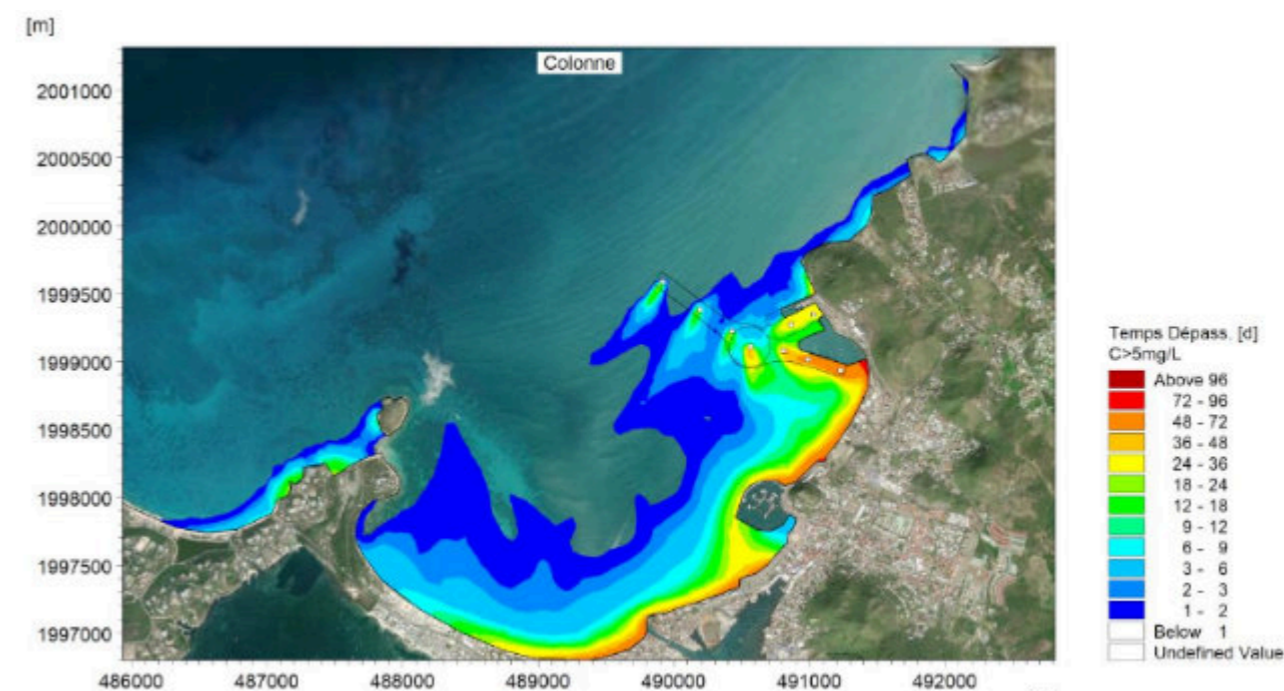 [m]
Colonne
2001000
2000500
2000000
1999500
1999000
1998500
1998000
1997500
1997000
486000 487000 488000 489000 490000 491000 492000
Temps Dépass. [d]
C>5mg/L
Above 96
72 - 96
48 - 72
36 - 48
24 - 36
18 - 24
12 - 18
9 - 12
6 - 9
3 - 6
2 - 3
1 - 2
Below 1
Undefined Value